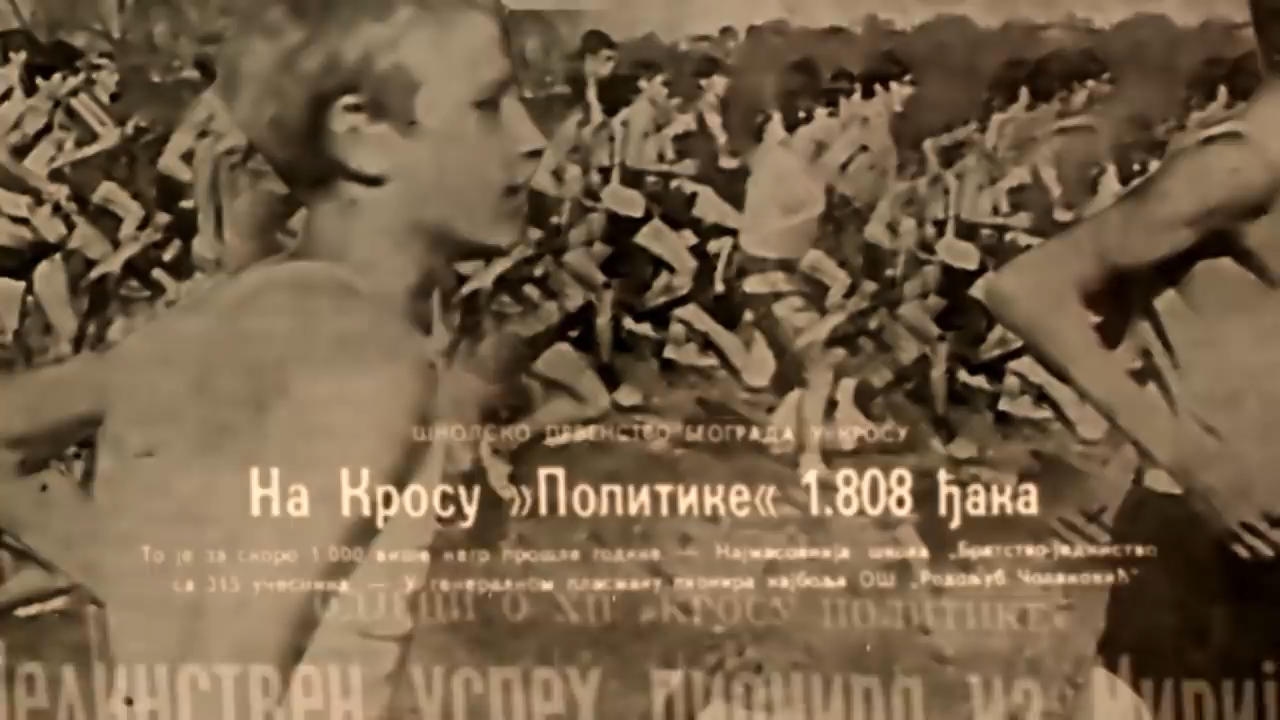 ШКОЛСКО ПРВЕНСТВО БЕОГРАДА У КРОСУ
На Кросу »Политике« 1.808 ђака
То је за скоро 1.000 више него прошле године — Најмасовнија школа „Братство-јединство
са 315 учесника — У генералном пласману пионира најбоља ОШ „Родољуб Чолаковић“
о XII »КРОСУ ПОЛИТИКЕ«
Јединствен успех пионира из